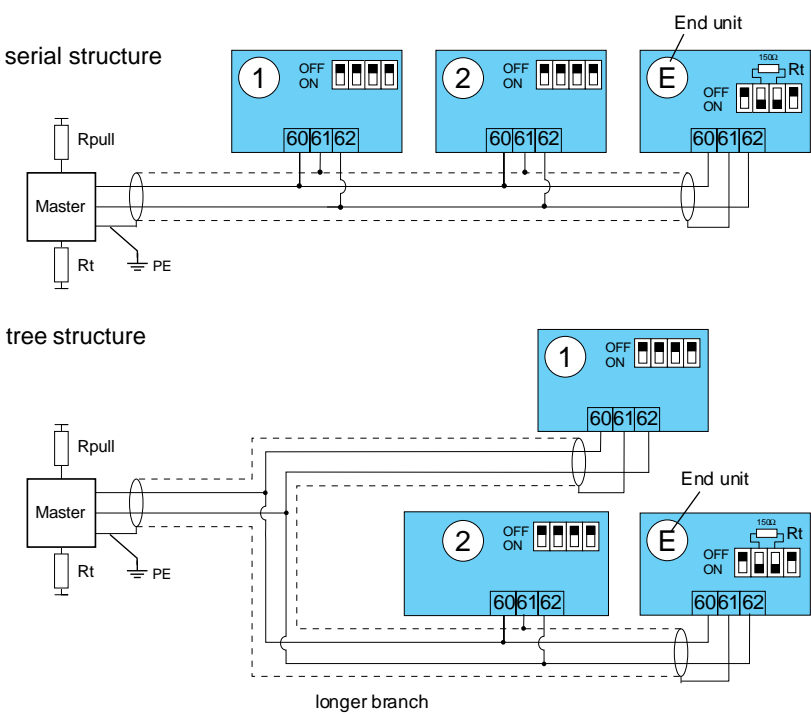 End unit
serial structure
1
OFF
ON
60 61 62
2
OFF
ON
60 61 62
E
150Ω
Rt
OFF
ON
60 61 62
Rpull
Master
Rt
PE
tree structure
1
OFF
ON
60 61 62
Rpull
Master
Rt
PE
End unit
2
OFF
ON
60 61 62
E
150Ω
Rt
OFF
ON
60 61 62
longer branch